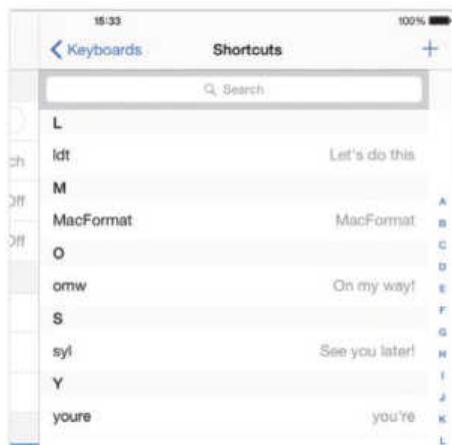 15:33 100%
Keyboards Shortcuts +
Search
L
ldt Let's do this
ch
M
Off
MacFormat MacFormat
Off
O
omw On my way!
S
syl See you later!
Y
youre you're
A
B
C
D
E
F
G
H
I
J
K
L